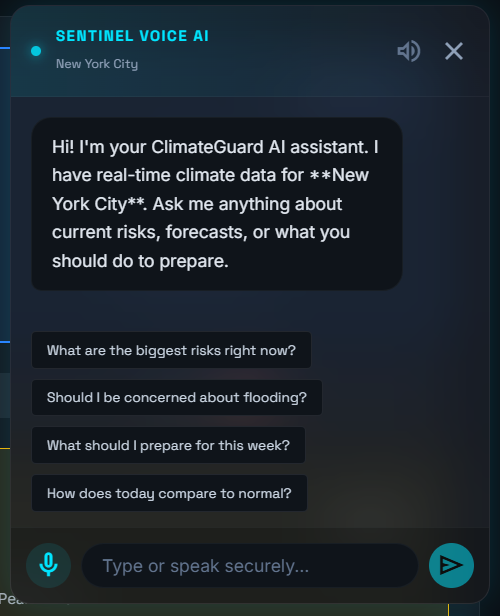 SENTINEL VOICE AI
New York City
Hi! I'm your ClimateGuard AI assistant. I
have real-time climate data for **New
York City**. Ask me anything about
current risks, forecasts, or what you
should do to prepare.
What are the biggest risks right now?
Should I be concerned about flooding?
What should I prepare for this week?
How does today compare to normal?
Type or speak securely...